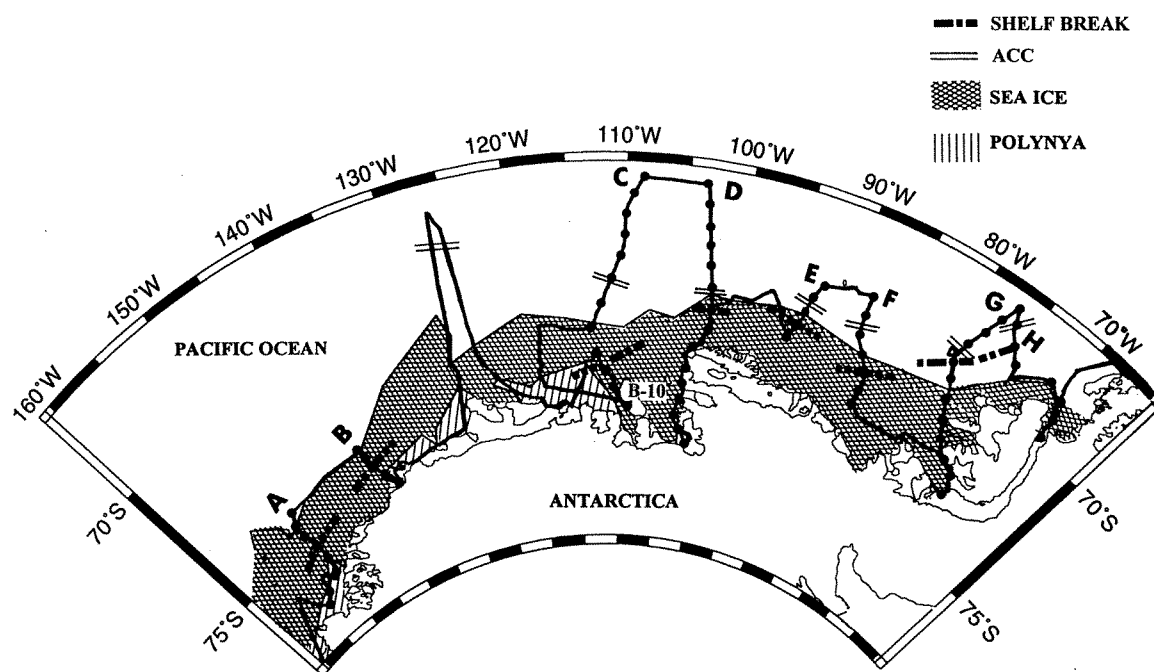 SHELF BREAK
ACC
SEA ICE
POLYNYA
160°W
150°W
140°W
130°W
120°W
110°W
100°W
90°W
80°W
70°W
C
D
E
F
G
H
PACIFIC OCEAN
B-10
B
A
ANTARCTICA
70°S
70°S
75°S
75°S